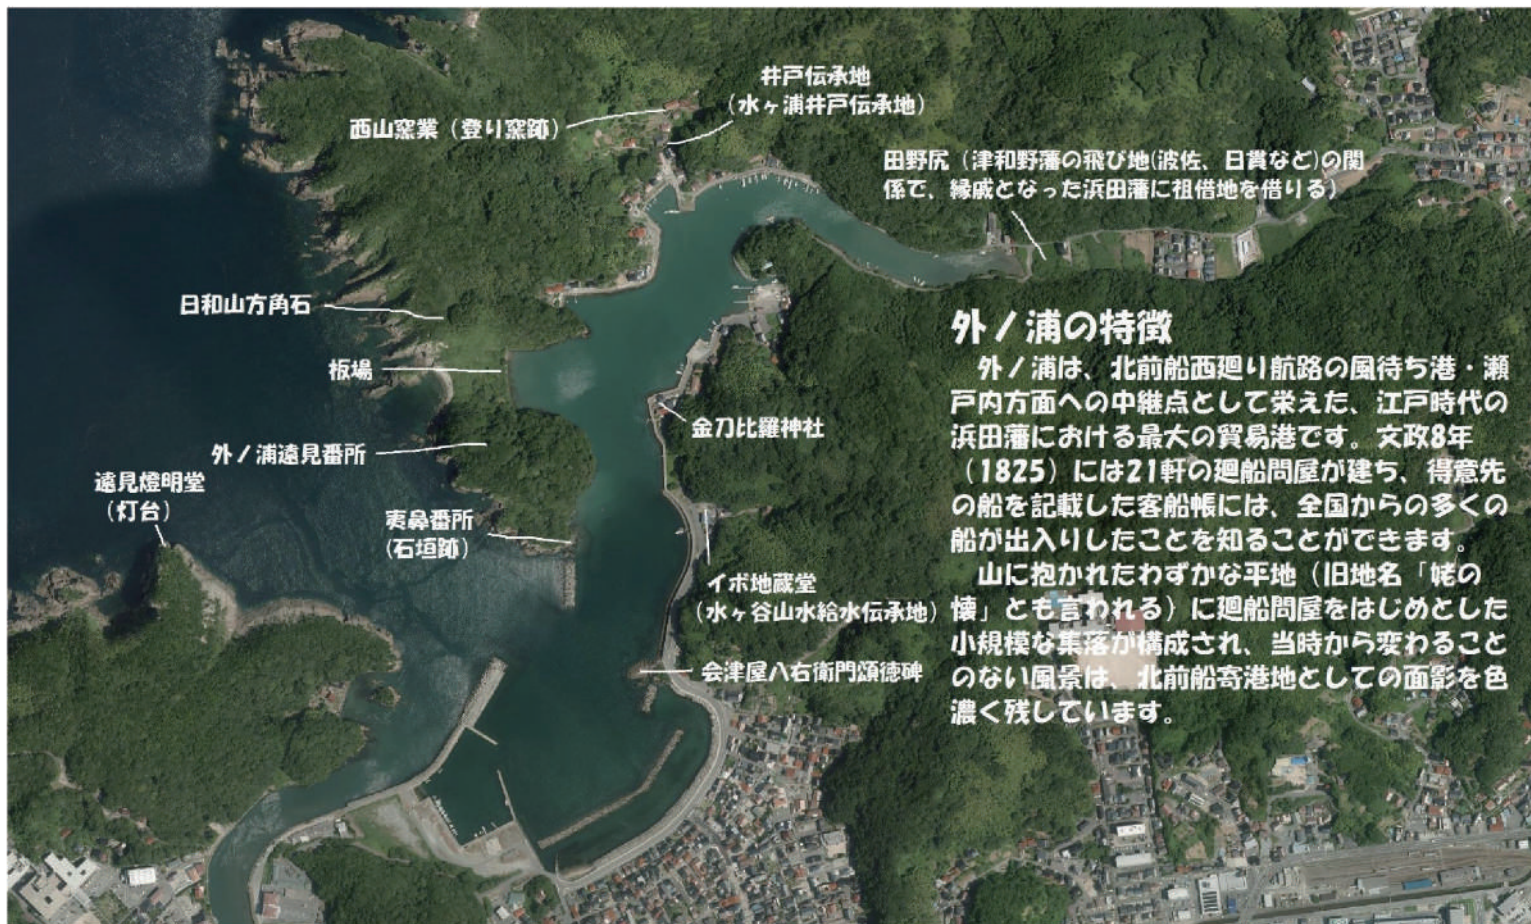 井戸伝承地
（水ヶ浦井戸伝承地）
西山窯業（登り窯跡）
田野尻（津和野藩の飛び地(波佐、日貫など)の関
係で、縁戚となった浜田藩に租借地を借りる）
日和山方角石
板場
外ノ浦遠見番所
遠見燈明堂
（灯台）
夷鼻番所
（石垣跡）
金刀比羅神社
イボ地蔵堂
（水ヶ谷山水給水伝承地）
会津屋八右衛門頌徳碑
外ノ浦の特徴
外ノ浦は、北前船西廻り航路の風待ち港・瀬
戸内方面への中継点として栄えた、江戸時代の
浜田藩における最大の貿易港です。文政8年
（1825）には21軒の廻船問屋が建ち、得意先
の船を記載した客船帳には、全国からの多くの
船が出入りしたことを知ることができます。
山に抱かれたわずかな平地（旧地名「姥の
懐」とも言われる）に廻船問屋をはじめとした
小規模な集落が構成され、当時から変わること
のない風景は、北前船寄港地としての面影を色
濃く残しています。